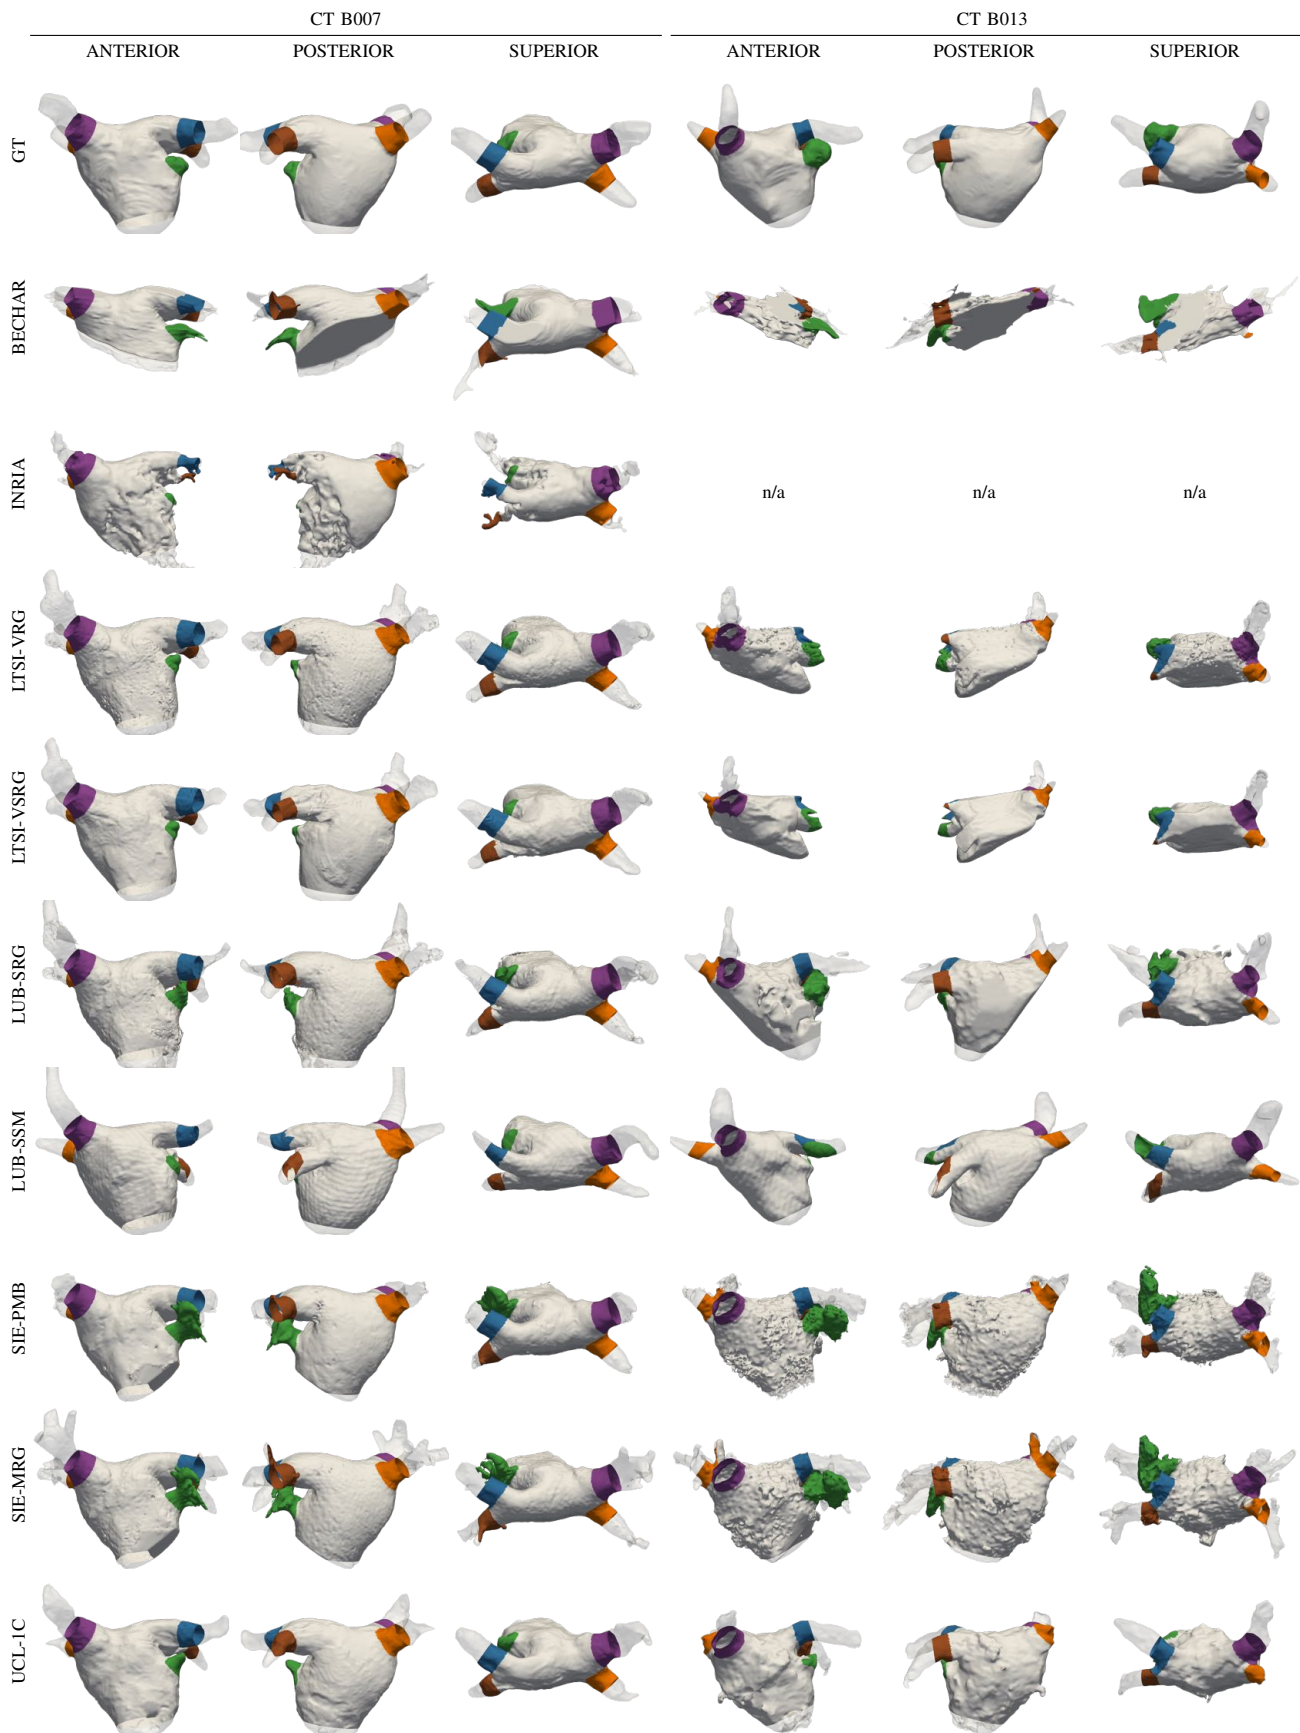 CT B007 CT B013
ANTERIOR POSTERIOR SUPERIOR ANTERIOR POSTERIOR SUPERIOR
GT
BECHAR
INRIA n/a n/a n/a
LTSI-VRG
LTSI-VSRG
LUB-SRG
LUB-SSM
SIE-PMB
SIE-MRG
UCL-1C